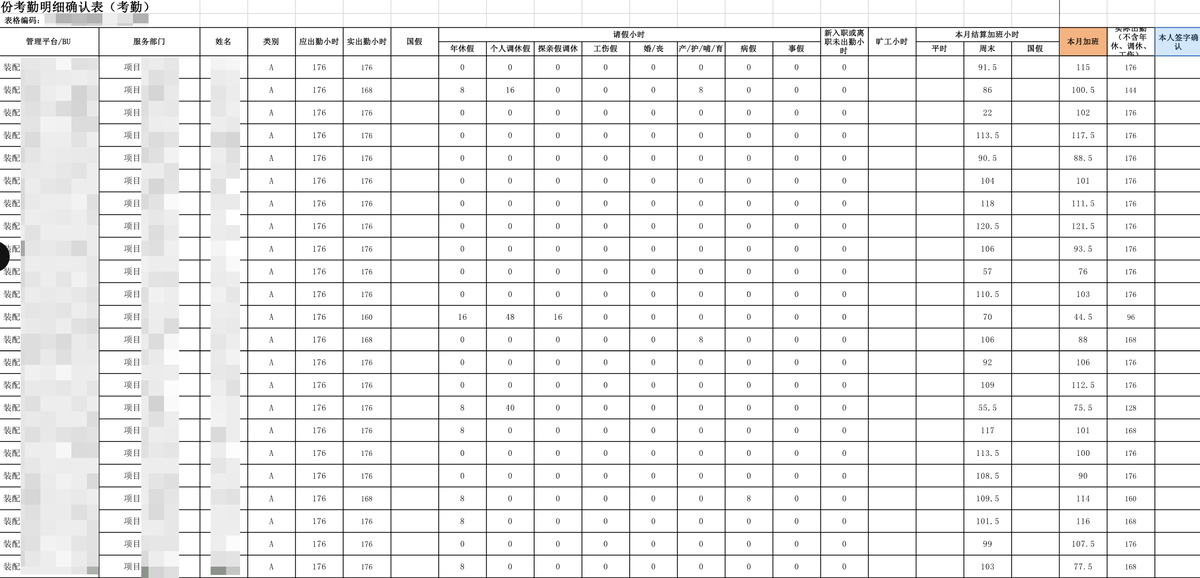 份考勤明细确认表（考勤）
表格编码：
管理平台/BU 服务部门 姓名 类别 应出勤小时 实出勤小时 国假 请假小时 新入职或离职未出勤小时 旷工小时 本月结算加班小时 本月加班 实际出勤（不含年休、调休、工伤） 本人签字确认
年休假 个人调休假 探亲假调休 工伤假 婚/丧 产/护/哺/育 病假 事假 平时 周末 国假
装配 项目 A 176 176 0 0 0 0 0 0 0 0 0 91.5 115 176
装配 项目 A 176 168 8 16 0 0 0 8 0 0 0 86 100.5 144
装配 项目 A 176 176 0 0 0 0 0 0 0 0 0 22 102 176
装配 项目 A 176 176 0 0 0 0 0 0 0 0 0 113.5 117.5 176
装配 项目 A 176 176 0 0 0 0 0 0 0 0 0 90.5 88.5 176
装配 项目 A 176 176 0 0 0 0 0 0 0 0 0 104 101 176
装配 项目 A 176 176 0 0 0 0 0 0 0 0 0 118 111.5 176
装配 项目 A 176 176 0 0 0 0 0 0 0 0 0 120.5 121.5 176
装配 项目 A 176 176 0 0 0 0 0 0 0 0 0 106 93.5 176
装配 项目 A 176 176 0 0 0 0 0 0 0 0 0 57 76 176
装配 项目 A 176 176 0 0 0 0 0 0 0 0 0 110.5 103 176
装配 项目 A 176 160 16 48 16 0 0 0 0 0 0 70 44.5 96
装配 项目 A 176 168 0 0 0 0 0 8 0 0 0 106 88 168
装配 项目 A 176 176 0 0 0 0 0 0 0 0 0 92 106 176
装配 项目 A 176 176 0 0 0 0 0 0 0 0 0 109 112.5 176
装配 项目 A 176 176 8 40 0 0 0 0 0 0 0 55.5 75.5 128
装配 项目 A 176 176 8 0 0 0 0 0 0 0 0 117 101 168
装配 项目 A 176 176 0 0 0 0 0 0 0 0 0 113.5 100 176
装配 项目 A 176 176 0 0 0 0 0 0 0 0 0 108.5 90 176
装配 项目 A 176 168 8 0 0 0 0 0 8 0 0 109.5 114 160
装配 项目 A 176 176 8 0 0 0 0 0 0 0 0 101.5 116 168
装配 项目 A 176 176 0 0 0 0 0 0 0 0 0 99 107.5 176
装配 项目 A 176 176 8 0 0 0 0 0 0 0 0 103 77.5 168